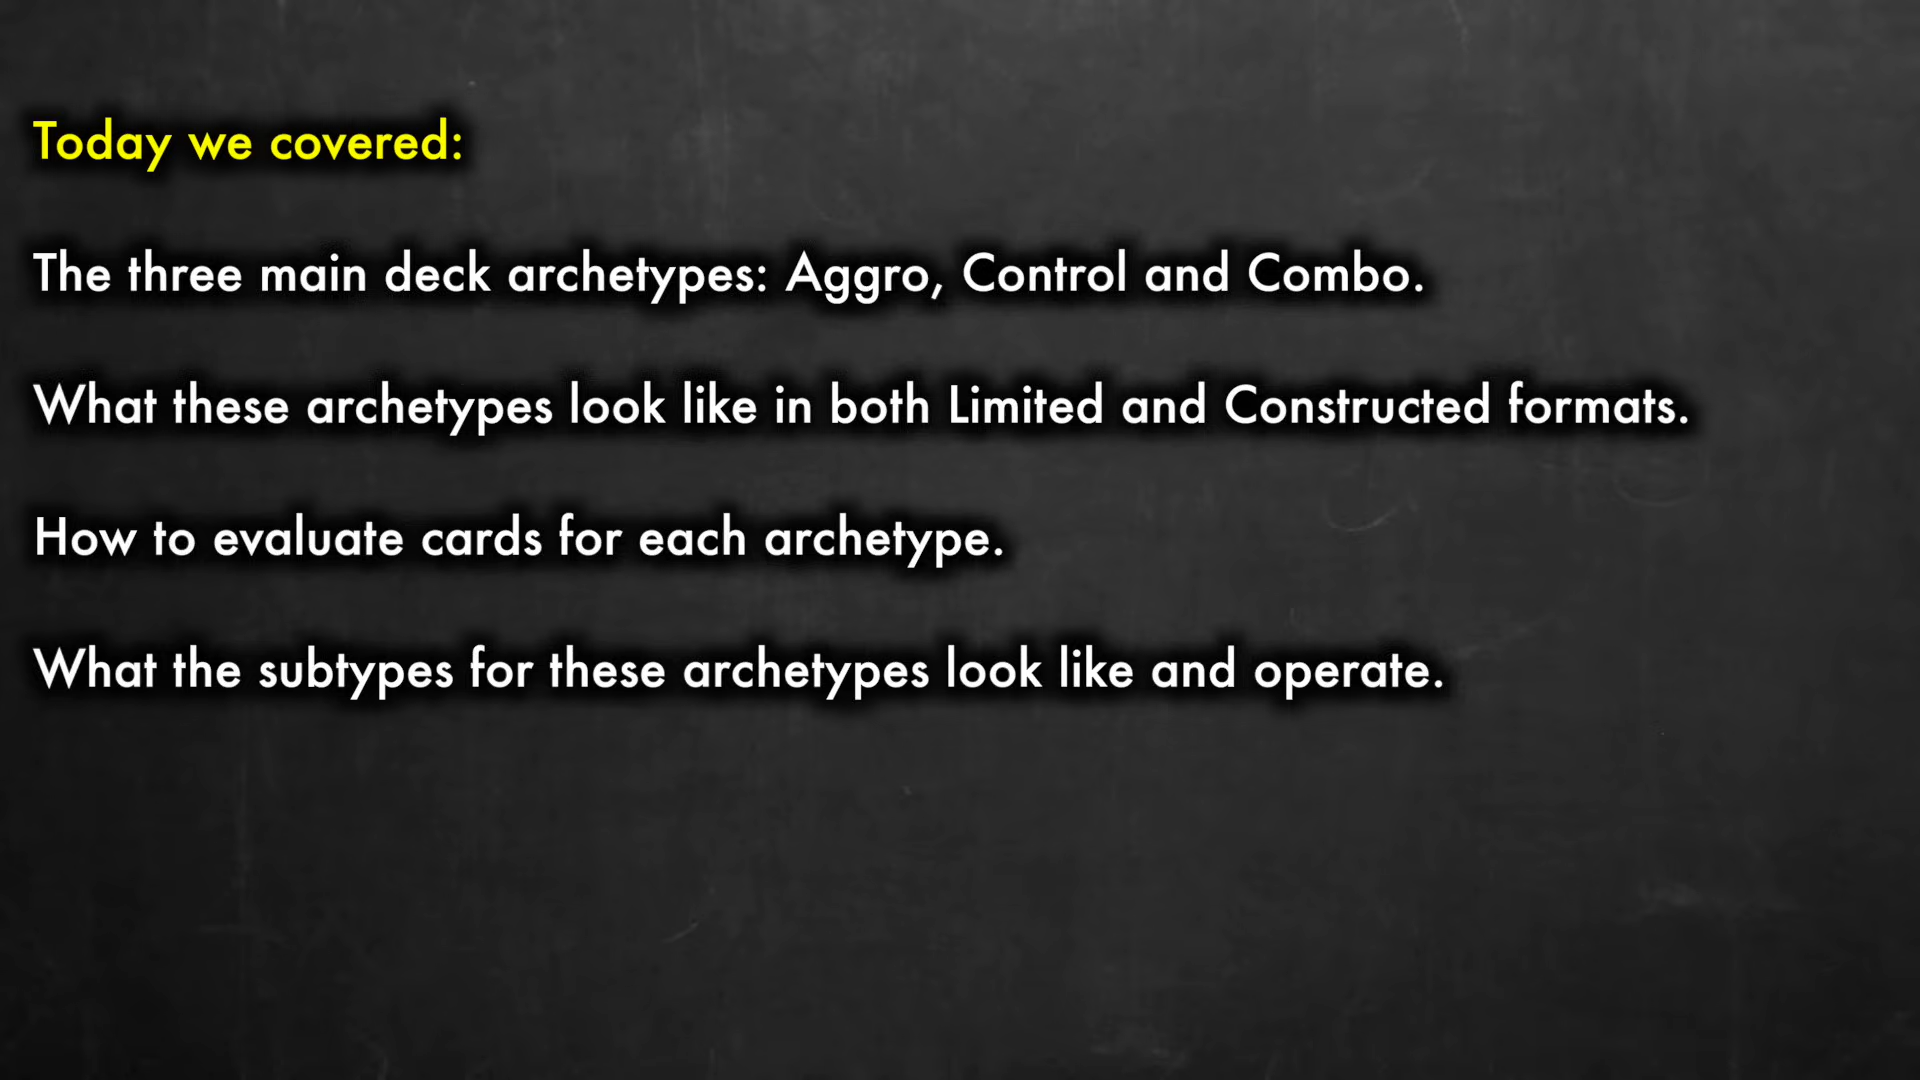 Today we covered:
The three main deck archetypes: Aggro, Control and Combo.
What these archetypes look like in both Limited and Constructed formats.
How to evaluate cards for each archetype.
What the subtypes for these archetypes look like and operate.